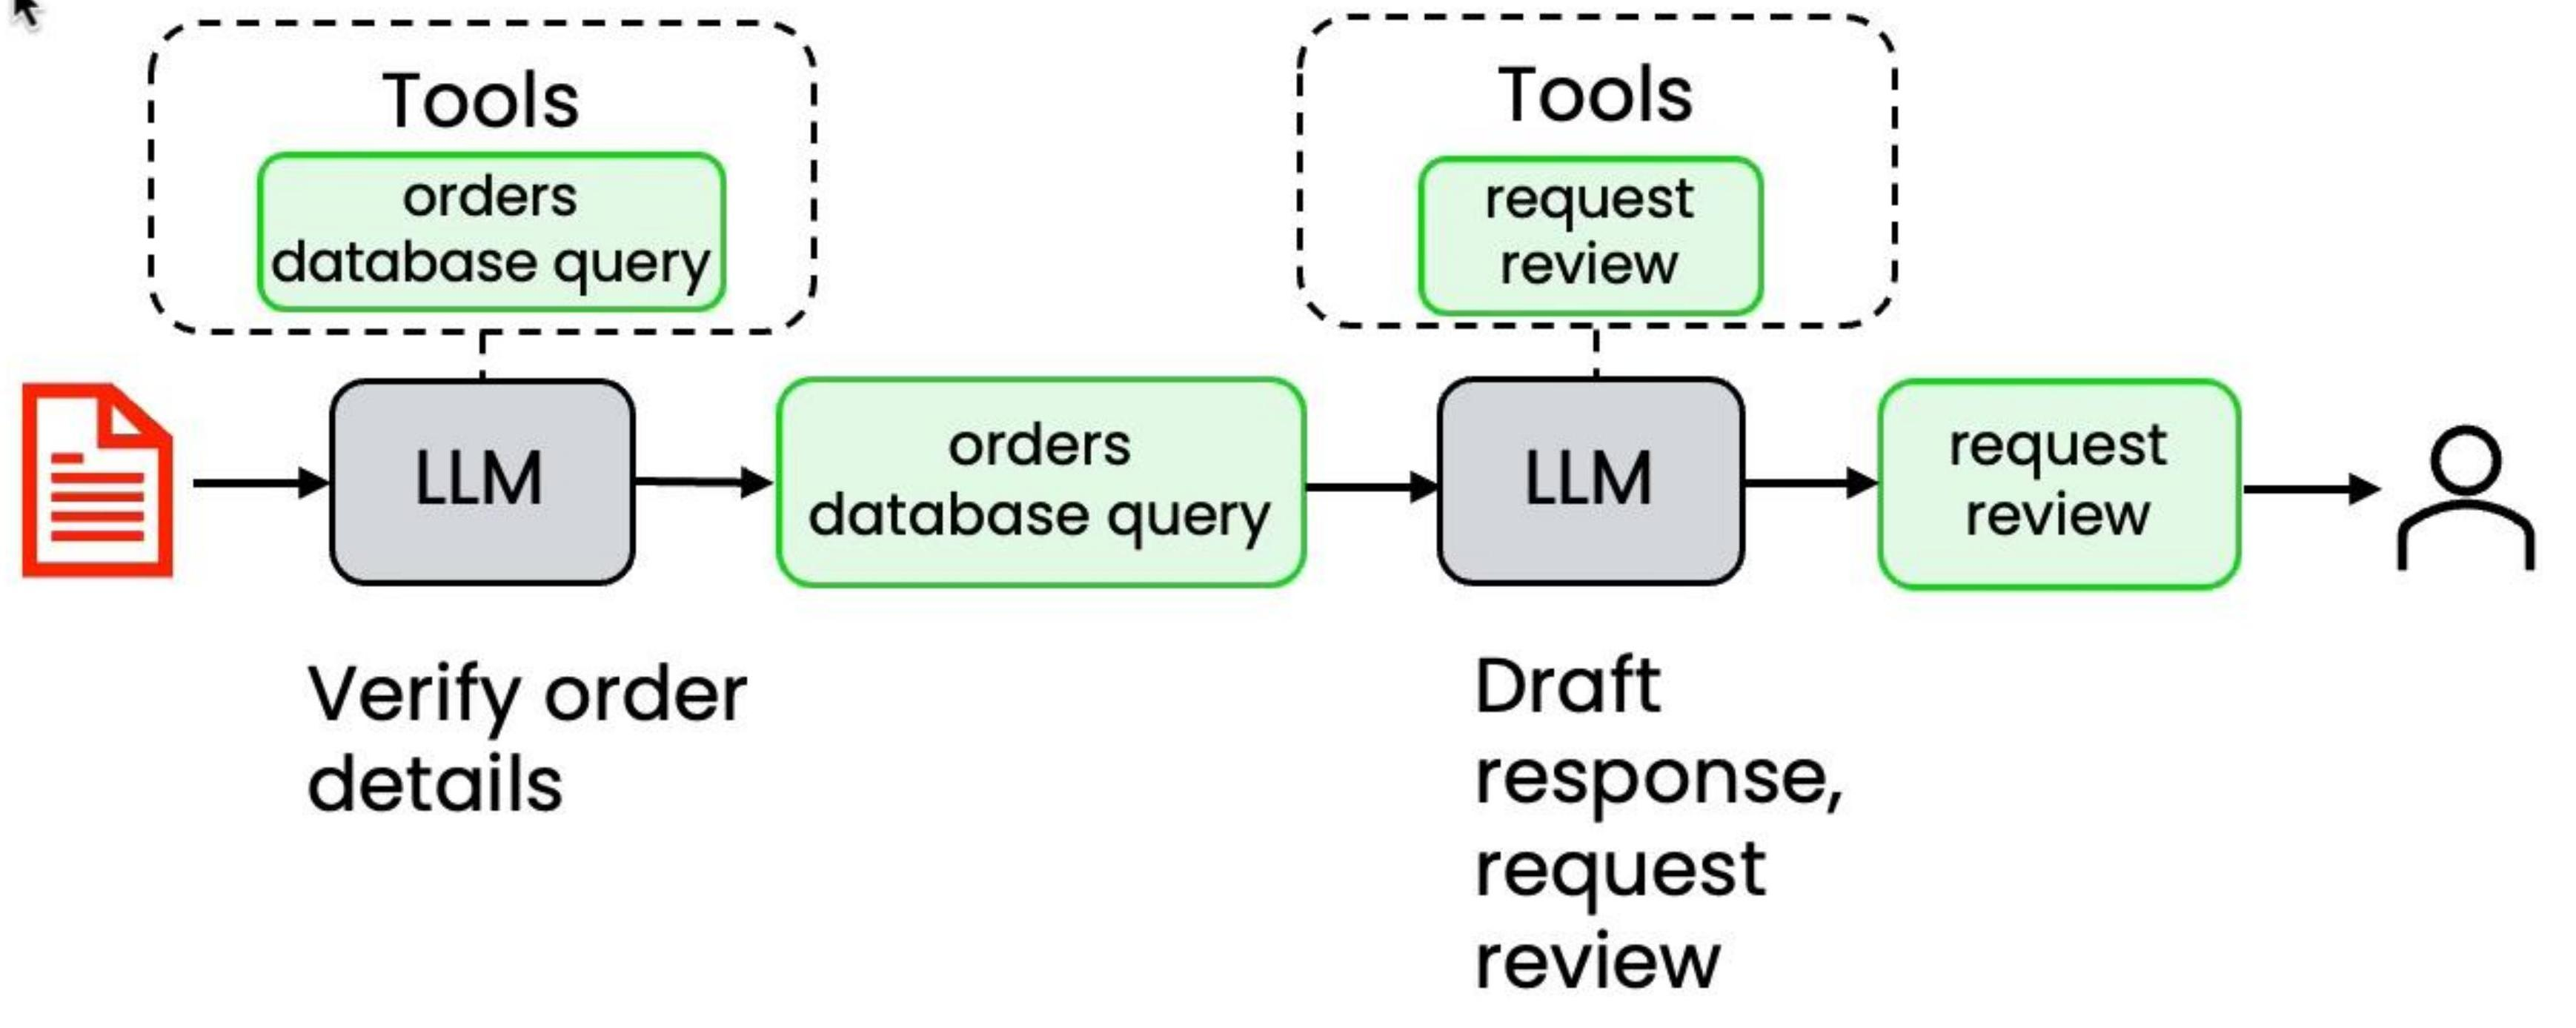 Tools
orders
database query
Tools
request
review
LLM
orders
database query
LLM
request
review
Verify order
details
Draft
response,
request
review